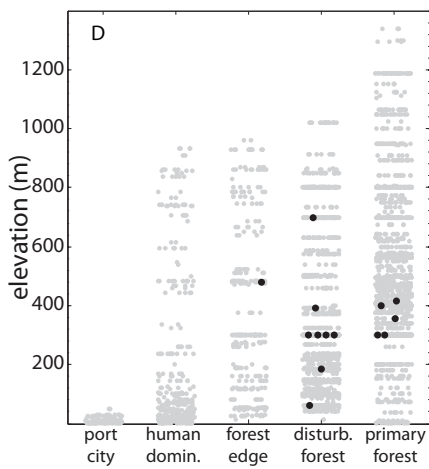 D
elevation (m)
1200
1000
800
600
400
200
port city
human domin.
forest edge
disturb. forest
primary forest